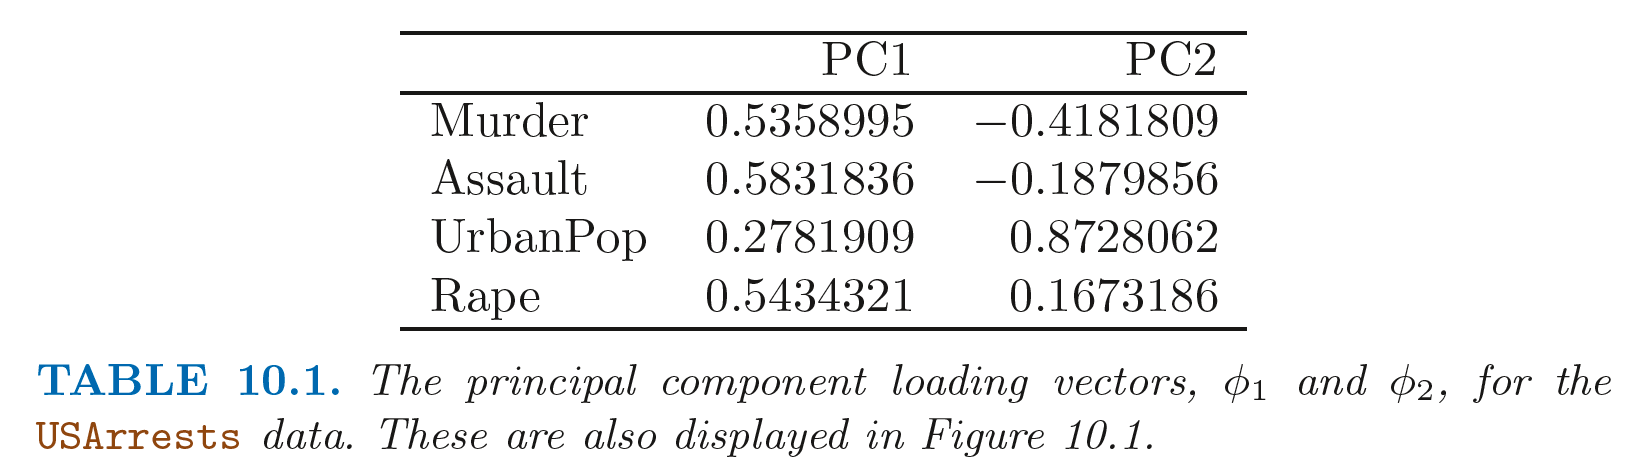 PC1 PC2
Murder 0.5358995 −0.4181809
Assault 0.5831836 −0.1879856
UrbanPop 0.2781909 0.8728062
Rape 0.5434321 0.1673186
TABLE 10.1. The principal component loading vectors, ϕ₁ and ϕ₂, for the
USArrests data. These are also displayed in Figure 10.1.